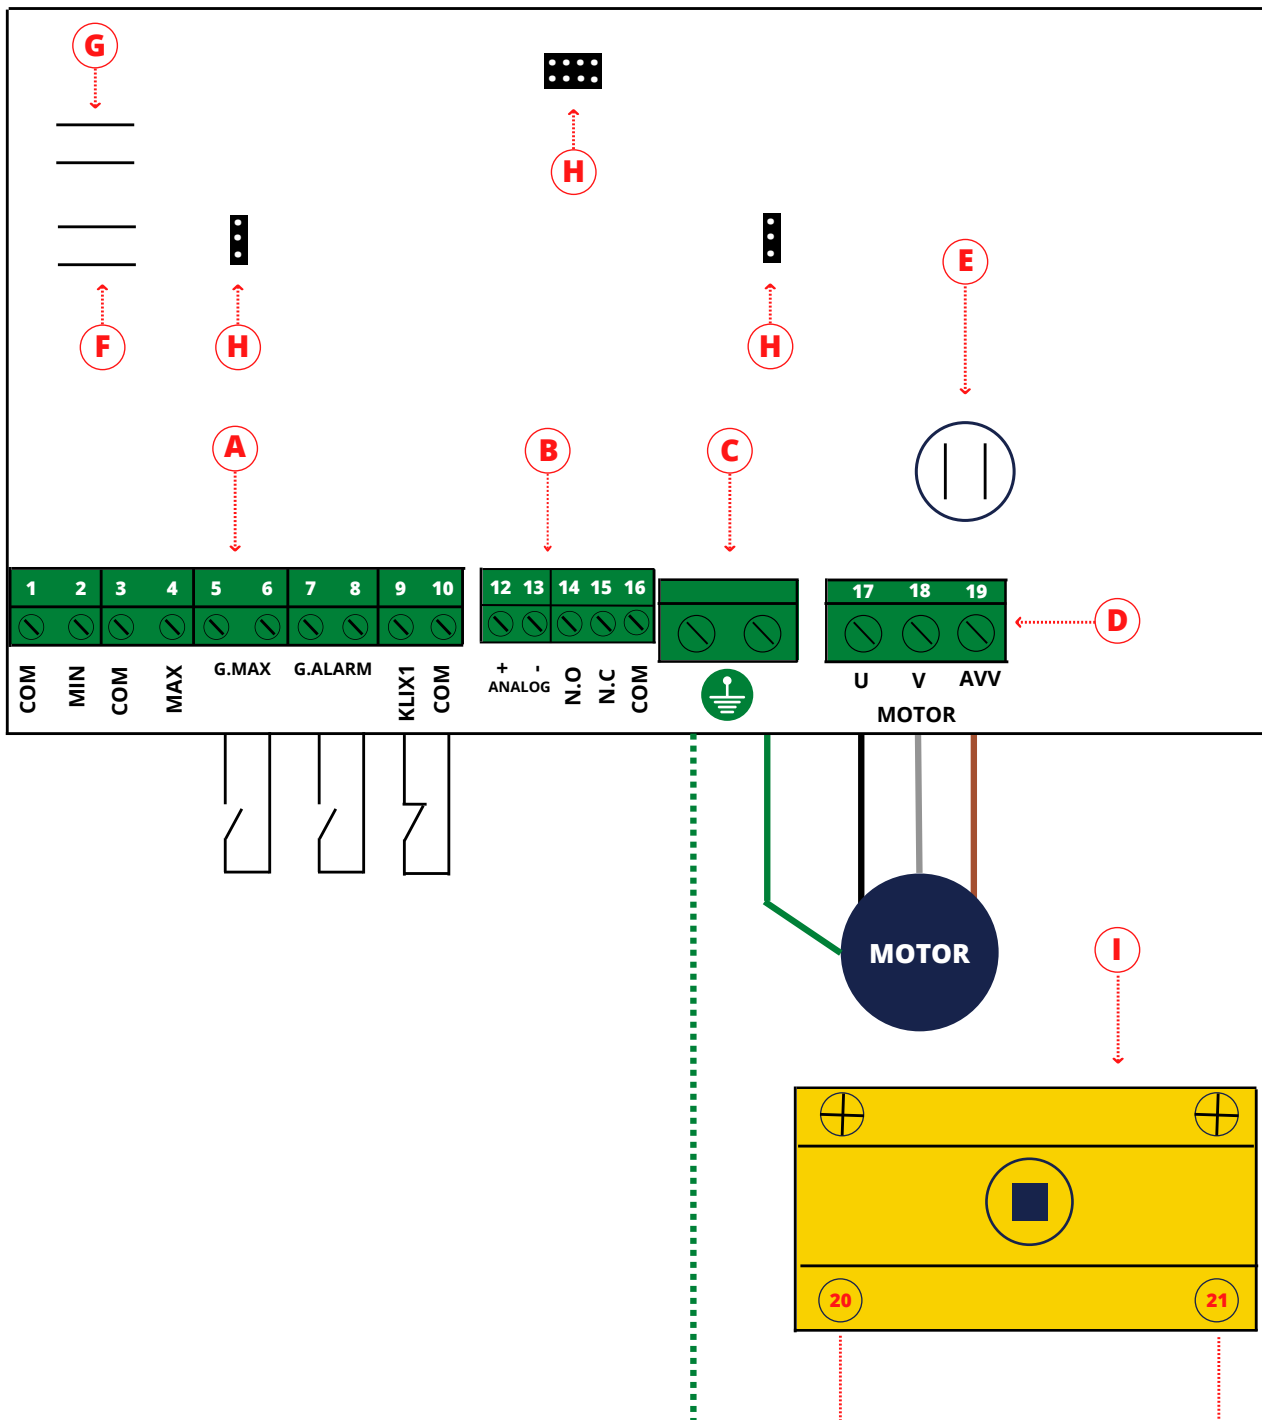 G
H
E
F
H
H
A
B
C
1 2 3 4 5 6 7 8 9 10
12 13 14 15 16
17 18 19
D
COM
MIN
COM
MAX
G.MAX
G.ALARM
KLIX1
COM
+ -
ANALOG
N.O
N.C
COM
U V AVV
MOTOR
MOTOR
I
20 21